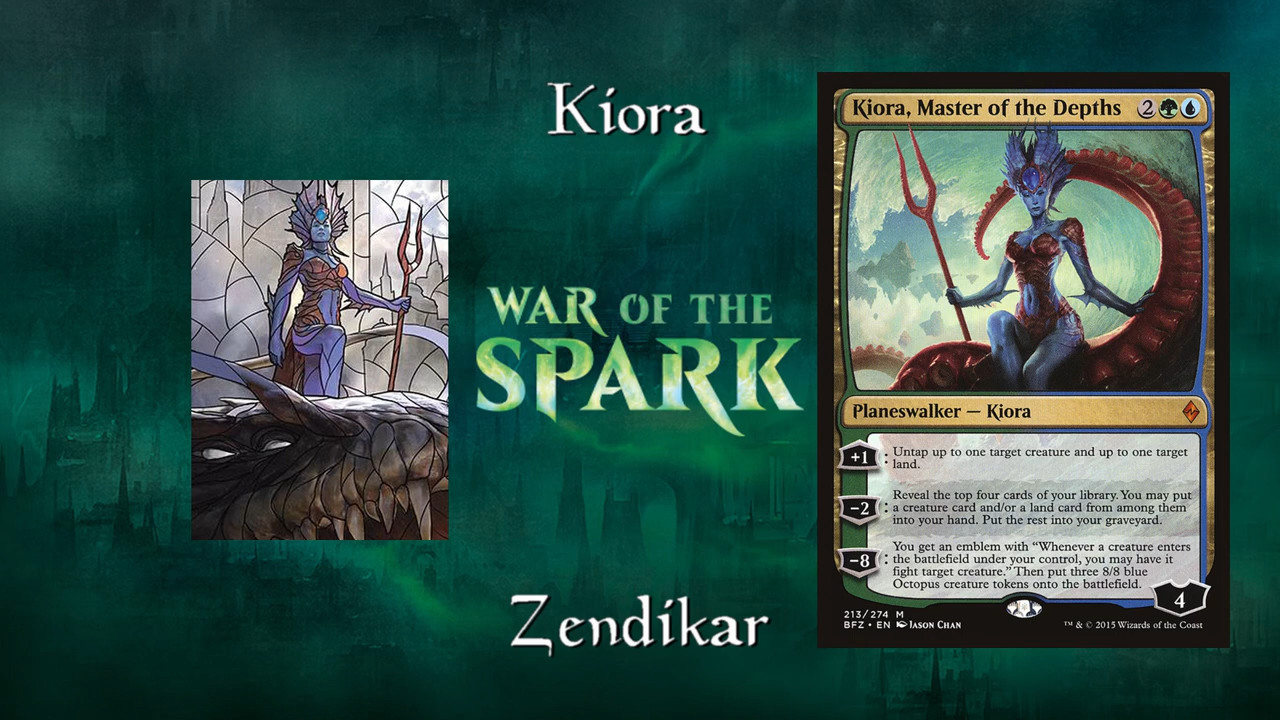 Kiora
WAR OF THE
SPARK
Zendikar
Kiora, Master of the Depths 2
Planeswalker — Kiora
+1 : Untap up to one target creature and up to one target
land.
−2 : Reveal the top four cards of your library. You may put
a creature card and/or a land card from among them
into your hand. Put the rest into your graveyard.
−8 : You get an emblem with “Whenever a creature enters
the battlefield under your control, you may have it
fight target creature.” Then put three 8/8 blue
Octopus creature tokens onto the battlefield.
4
213/274 M
BFZ • EN JASON CHAN
™ & © 2015 Wizards of the Coast